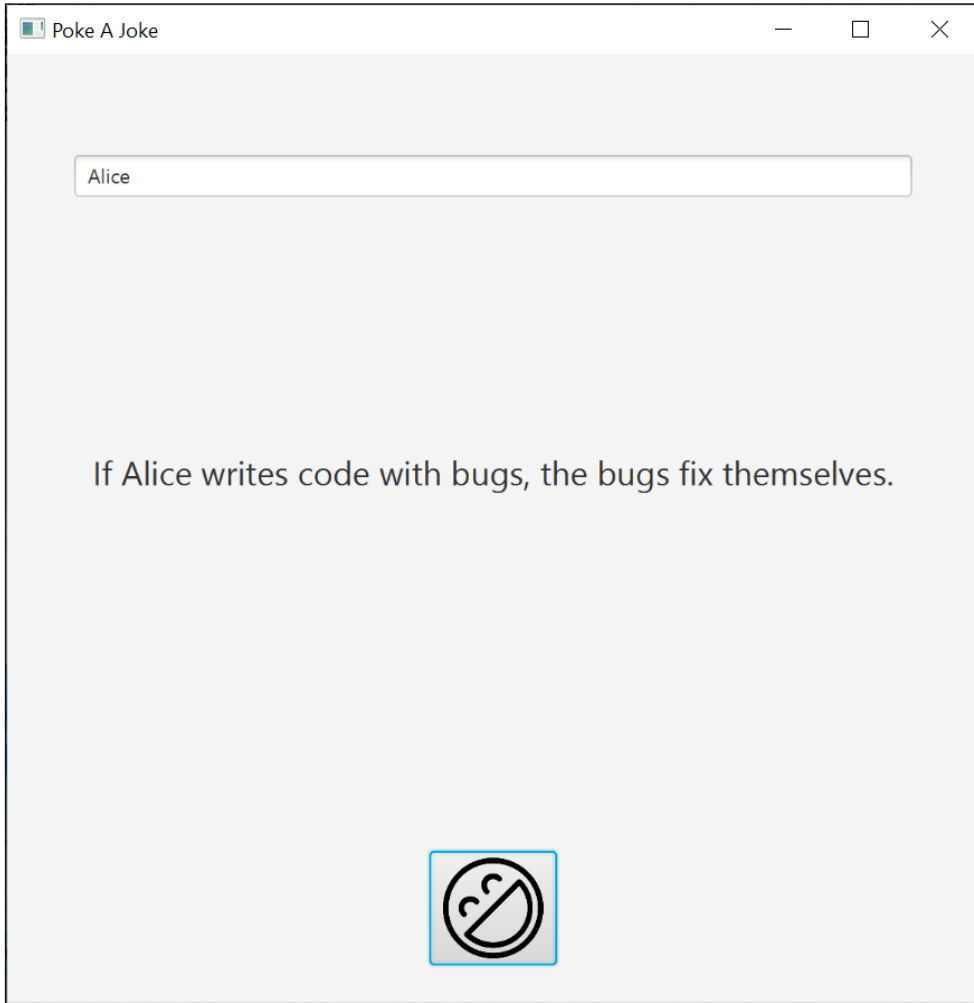 Poke A Joke
Alice
If Alice writes code with bugs, the bugs fix themselves.